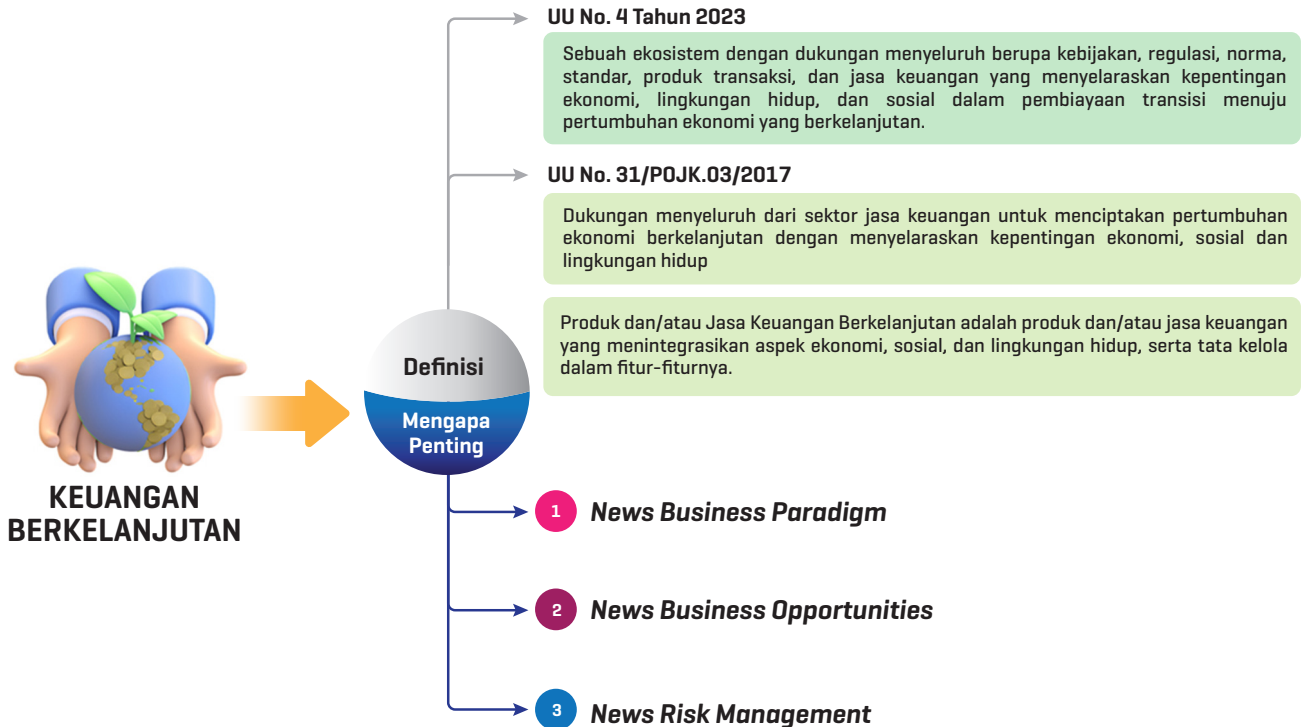 UU No. 4 Tahun 2023
Sebuah ekosistem dengan dukungan menyeluruh berupa kebijakan, regulasi, norma,
standar, produk transaksi, dan jasa keuangan yang menyelaraskan kepentingan
ekonomi, lingkungan hidup, dan sosial dalam pembiayaan transisi menuju
pertumbuhan ekonomi yang berkelanjutan.
UU No. 31/POJK.03/2017
Dukungan menyeluruh dari sektor jasa keuangan untuk menciptakan pertumbuhan
ekonomi berkelanjutan dengan menyelaraskan kepentingan ekonomi, sosial dan
lingkungan hidup
Produk dan/atau Jasa Keuangan Berkelanjutan adalah produk dan/atau jasa keuangan
yang menintegrasikan aspek ekonomi, sosial, dan lingkungan hidup, serta tata kelola
dalam fitur-fiturnya.
Definisi
Mengapa
Penting
KEUANGAN
BERKELANJUTAN
1 News Business Paradigm
2 News Business Opportunities
3 News Risk Management